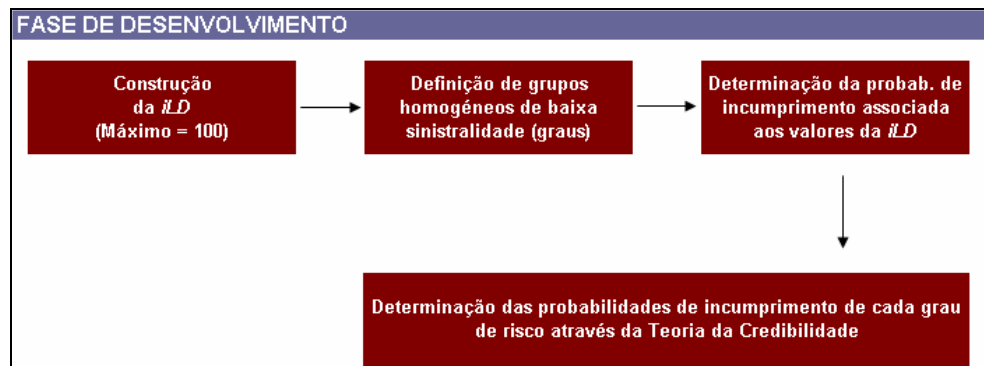 FASE DE DESENVOLVIMENTO
Construção
da iLD
(Máximo = 100)
Definição de grupos
homogéneos de baixa
sinistralidade (graus)
Determinação da probab. de
incumprimento associada
aos valores da iLD
Determinação das probabilidades de incumprimento de cada grau
de risco através da Teoria da Credibilidade